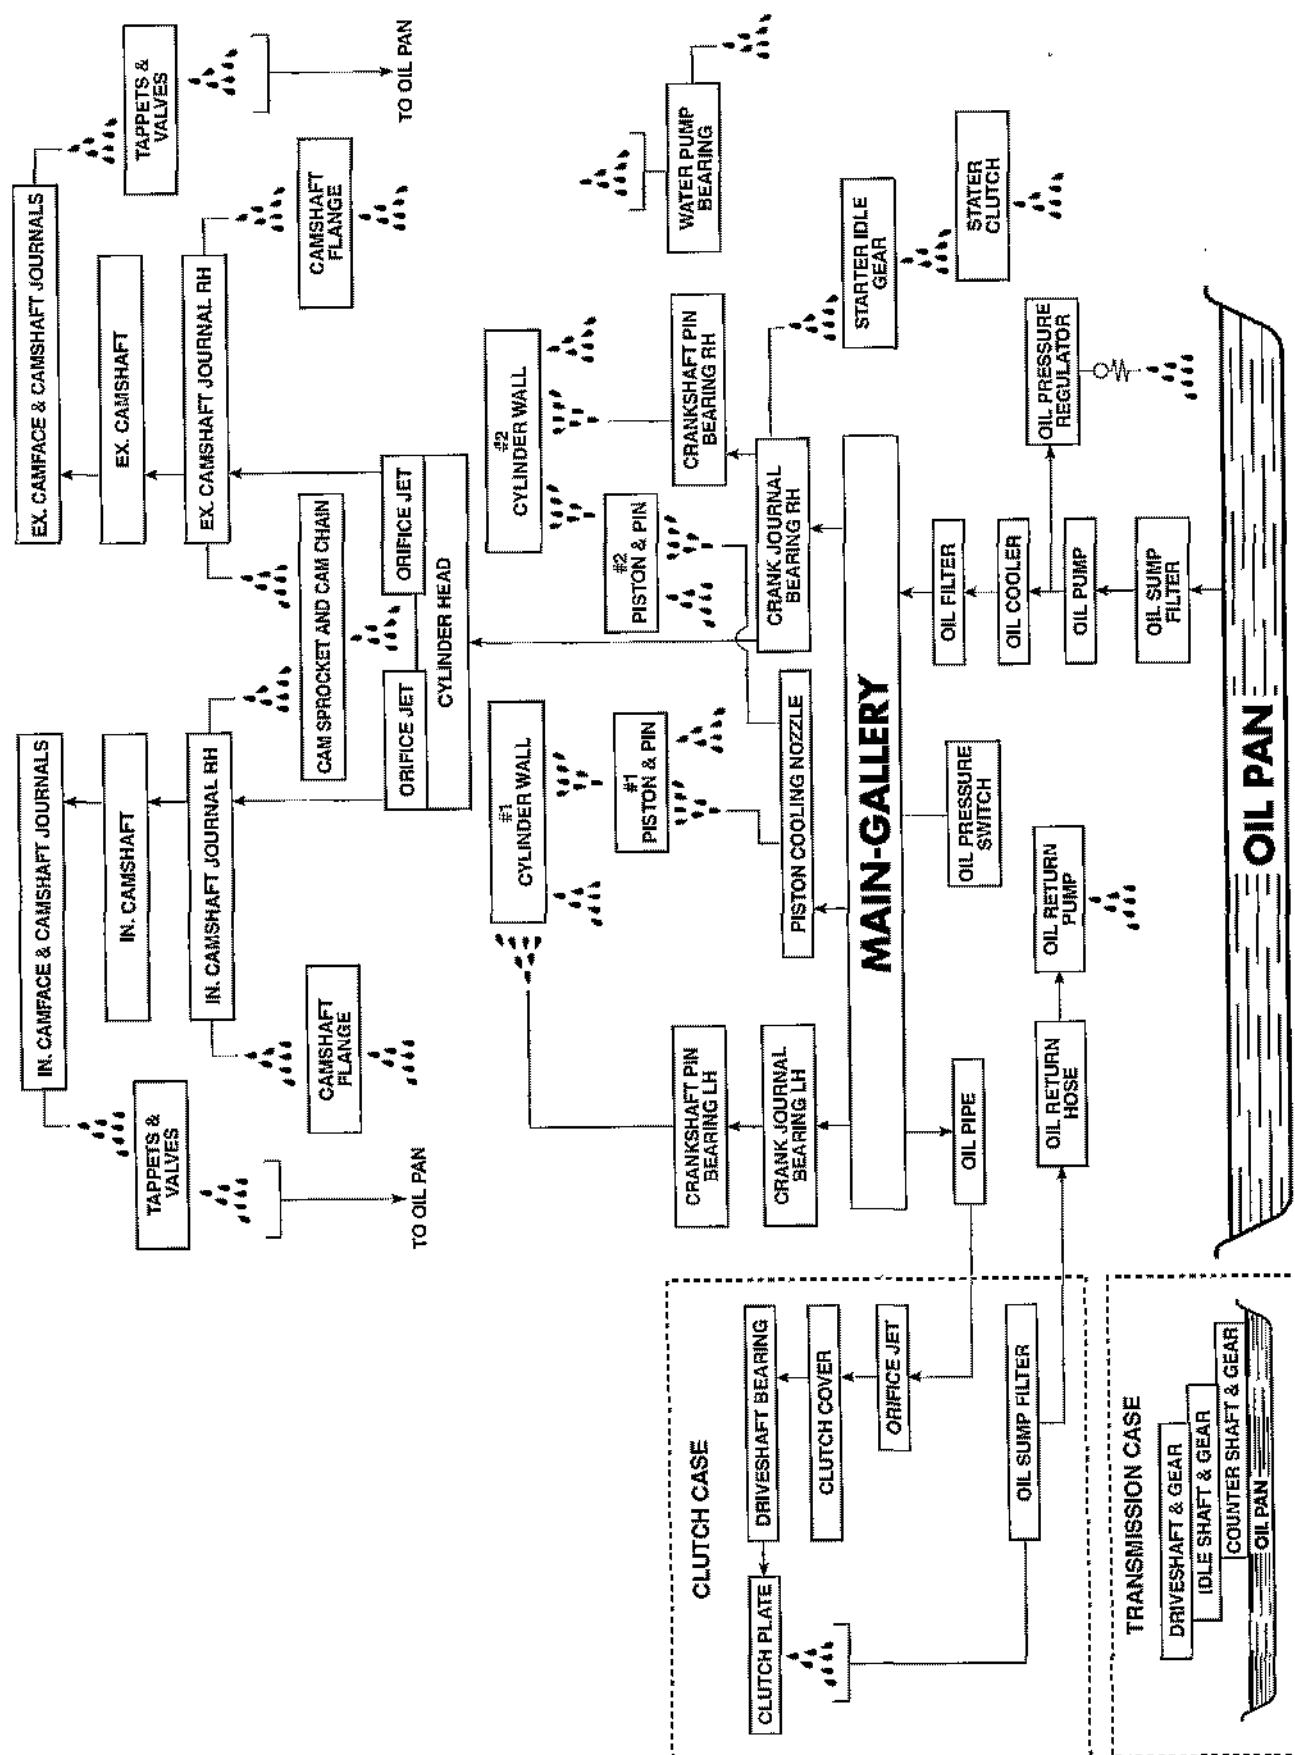 IN. CAMFACE & CAMSHAFT JOURNALS
EX. CAMFACE & CAMSHAFT JOURNALS
TAPPETS &
VALVES
IN. CAMSHAFT
EX. CAMSHAFT
TAPPETS &
VALVES
IN. CAMSHAFT JOURNAL RH
EX. CAMSHAFT JOURNAL RH
CAMSHAFT
FLANGE
CAM SPROCKET AND CAM CHAIN
CAMSHAFT
FLANGE
TO OIL PAN
ORIFICE JET
ORIFICE JET
TO OIL PAN
CYLINDER HEAD
#1
CYLINDER WALL
#2
CYLINDER WALL
#1
PISTON & PIN
#2
PISTON & PIN
CLUTCH CASE
CRANKSHAFT PIN
BEARING LH
CRANKSHAFT PIN
BEARING RH
WATER PUMP
BEARING
CLUTCH PLATE
DRIVESHAFT BEARING
CRANK JOURNAL
BEARING LH
PISTON COOLING NOZZLE
CRANK JOURNAL
BEARING RH
CLUTCH COVER
STARTER IDLE
GEAR
ORIFICE JET
MAIN-GALLERY
OIL PIPE
OIL PRESSURE
SWITCH
OIL FILTER
STATER
CLUTCH
OIL SUMP FILTER
OIL COOLER
OIL RETURN
HOSE
OIL RETURN
PUMP
OIL PUMP
OIL PRESSURE
REGULATOR
TRANSMISSION CASE
OIL SUMP
FILTER
DRIVESHAFT & GEAR
IDLE SHAFT & GEAR
COUNTER SHAFT & GEAR
OIL PAN
OIL PAN